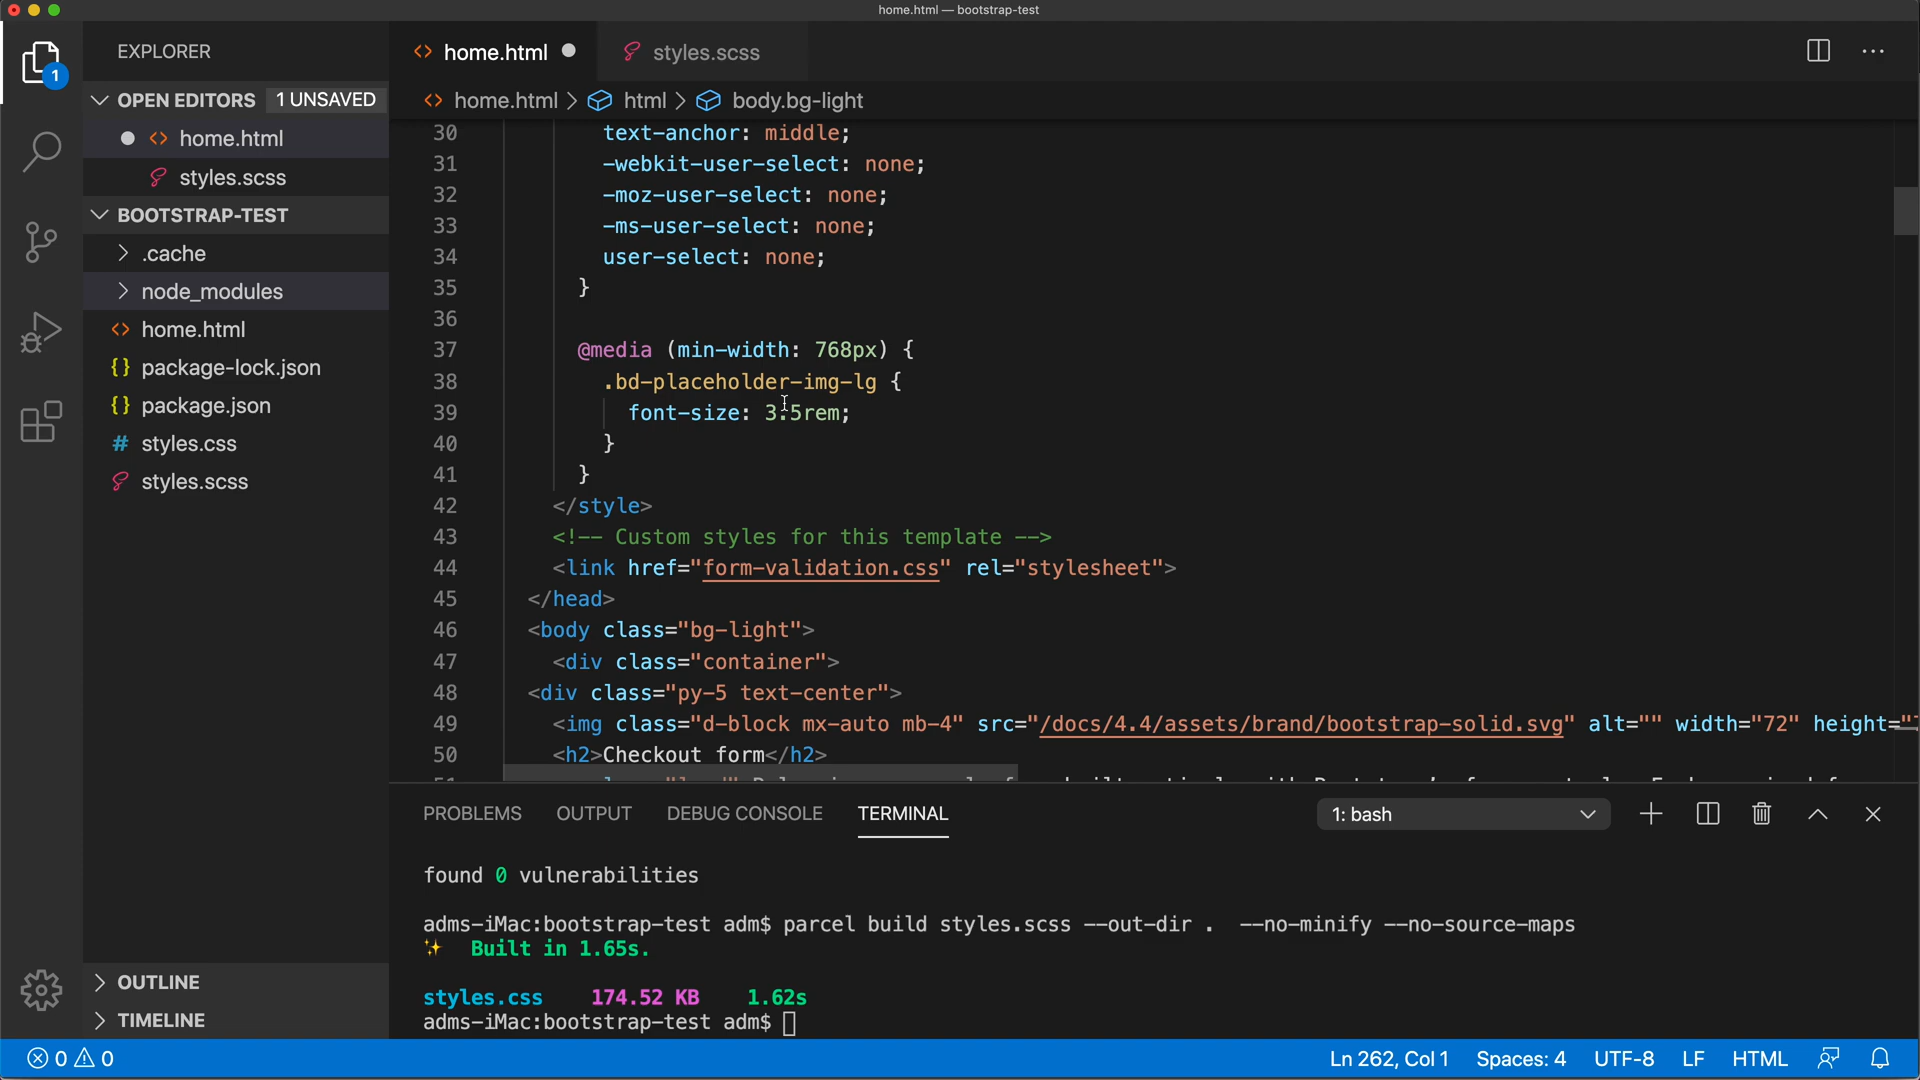 home.html — bootstrap-test
EXPLORER
1
OPEN EDITORS 1 UNSAVED
home.html
styles.scss
BOOTSTRAP-TEST
.cache
node_modules
home.html
package-lock.json
package.json
styles.css
styles.scss
OUTLINE
TIMELINE
home.html styles.scss
home.html > html > body.bg-light
30 text-anchor: middle;
31 -webkit-user-select: none;
32 -moz-user-select: none;
33 -ms-user-select: none;
34 user-select: none;
35 }
36
37 @media (min-width: 768px) {
38 .bd-placeholder-img-lg {
39 font-size: 3.5rem;
40 }
41 }
42 </style>
43 <!-- Custom styles for this template -->
44 <link href="form-validation.css" rel="stylesheet">
45 </head>
46 <body class="bg-light">
47 <div class="container">
48 <div class="py-5 text-center">
49 <img class="d-block mx-auto mb-4" src="/docs/4.4/assets/brand/bootstrap-solid.svg" alt="" width="72" height="7
50 <h2>Checkout form</h2>
PROBLEMS OUTPUT DEBUG CONSOLE TERMINAL 1: bash
found 0 vulnerabilities
adms-iMac:bootstrap-test adm$ parcel build styles.scss --out-dir . --no-minify --no-source-maps
✨ Built in 1.65s.
styles.css 174.52 KB 1.62s
adms-iMac:bootstrap-test adm$
0 0 Ln 262, Col 1 Spaces: 4 UTF-8 LF HTML